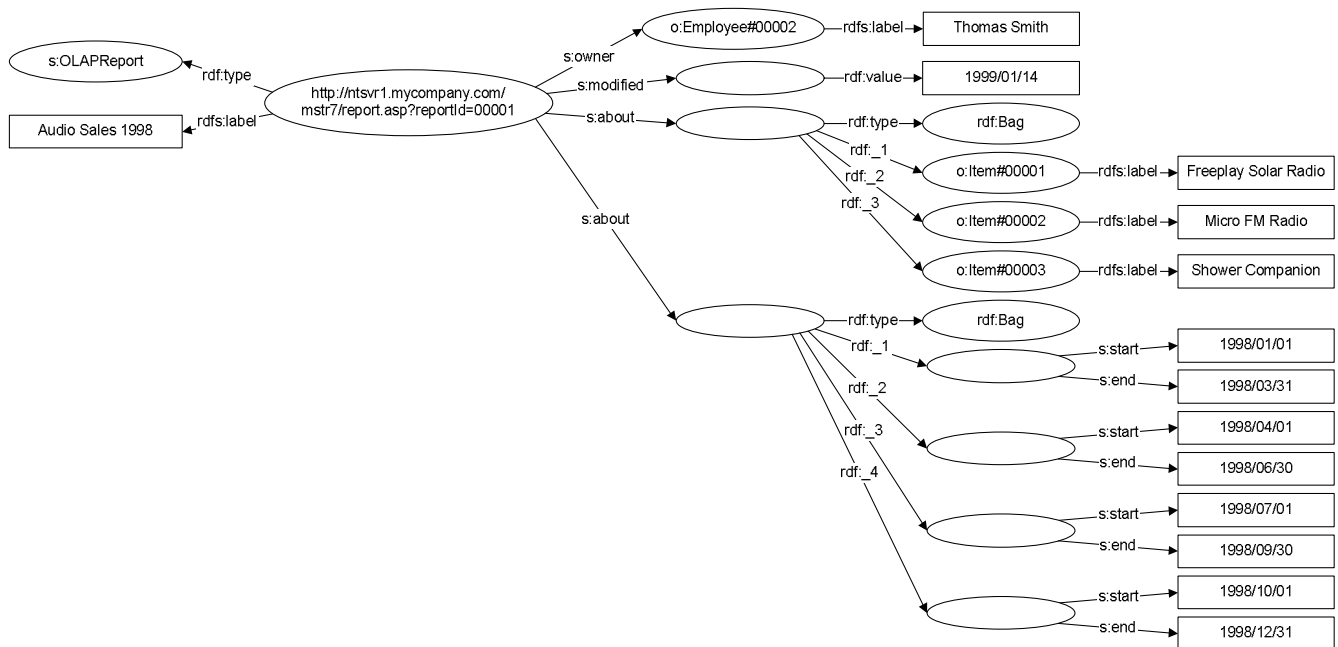 s:OLAPReport
rdf:type
Audio Sales 1998
rdfs:label
http://ntsvr1.mycompany.com/
mstr7/report.asp?reportId=00001
s:owner
o:Employee#00002
rdfs:label
Thomas Smith
s:modified
rdf:value
1999/01/14
s:about
rdf:type
rdf:Bag
rdf:_1
o:Item#00001
rdfs:label
Freeplay Solar Radio
rdf:_2
o:Item#00002
rdfs:label
Micro FM Radio
rdf:_3
o:Item#00003
rdfs:label
Shower Companion
s:about
rdf:type
rdf:Bag
rdf:_1
s:start
1998/01/01
s:end
1998/03/31
rdf:_2
s:start
1998/04/01
s:end
1998/06/30
rdf:_3
s:start
1998/07/01
s:end
1998/09/30
rdf:_4
s:start
1998/10/01
s:end
1998/12/31